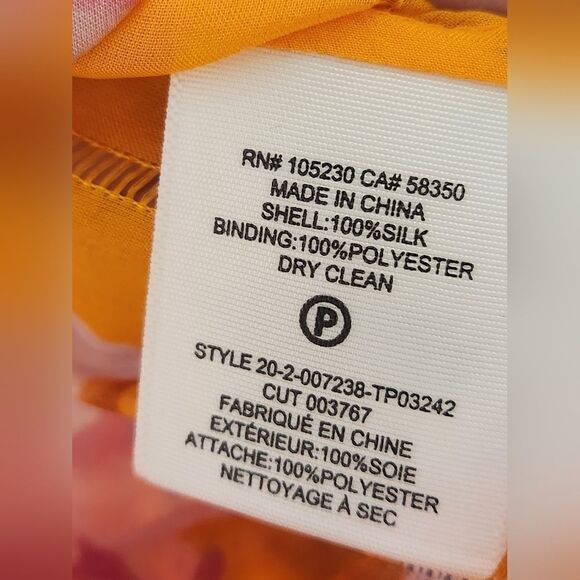 RN# 105230 CA# 58350
MADE IN CHINA
SHELL:100%SILK
BINDING:100%POLYESTER
DRY CLEAN
P
STYLE 20-2-007238-TP03242
CUT 003767
FABRIQUÉ EN CHINE
EXTÉRIEUR:100%SOIE
ATTACHE:100%POLYESTER
NETTOYAGE À SEC